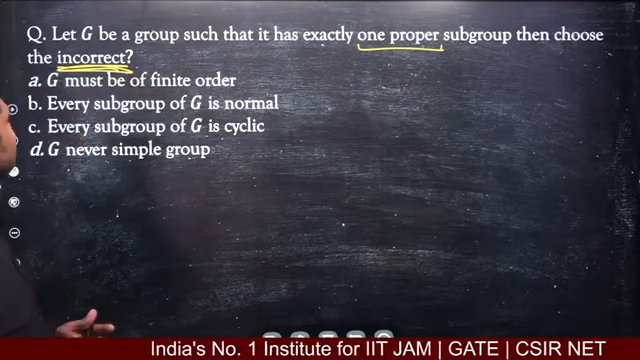 Q. Let G be a group such that it has exactly one proper subgroup then choose
the incorrect?
a. G must be of finite order
b. Every subgroup of G is normal
c. Every subgroup of G is cyclic
d. G never simple group
India's No. 1 Institute for IIT JAM | GATE | CSIR NET